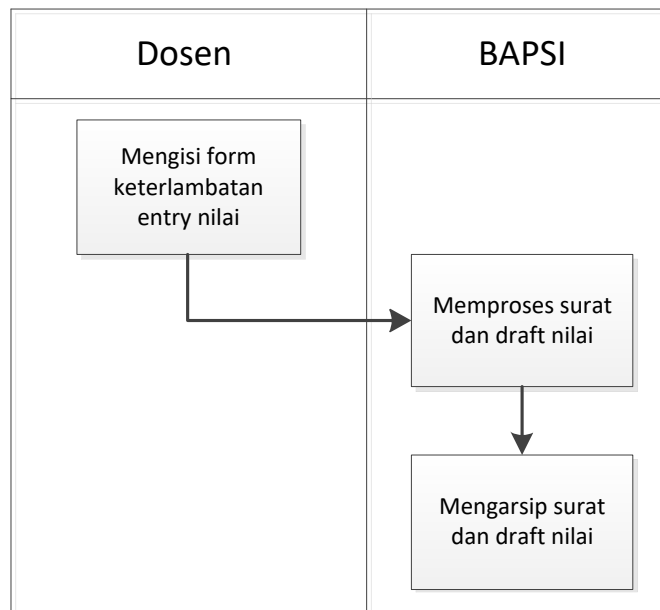 Dosen
BAPSI
Mengisi form
keterlambatan
entry nilai
Memproses surat
dan draft nilai
Mengarsip surat
dan draft nilai